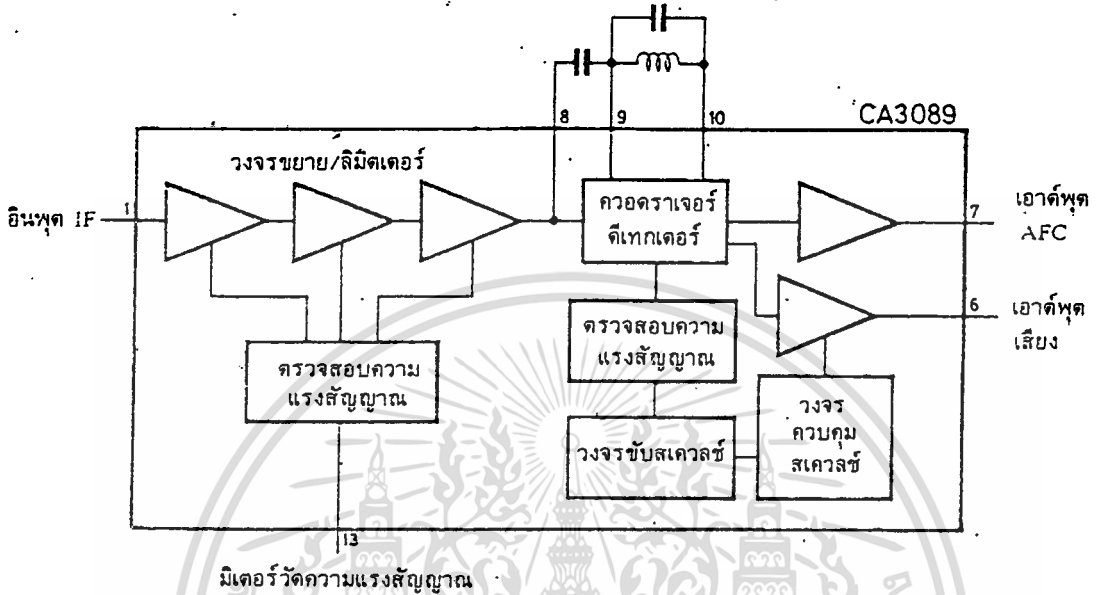 CA3089
8
9
10
วงจรขยาย/ลิมิตเตอร์
อินพุต IF
1
ควอดราเจอร์
ดีเทกเตอร์
7
เอาต์พุต
AFC
6
เอาต์พุต
เสียง
ตรวจสอบความ
แรงสัญญาณ
ตรวจสอบความ
แรงสัญญาณ
วงจรขับสเควลช์
วงจร
ควบคุม
สเควลช์
13
มิเตอร์วัดความแรงสัญญาณ